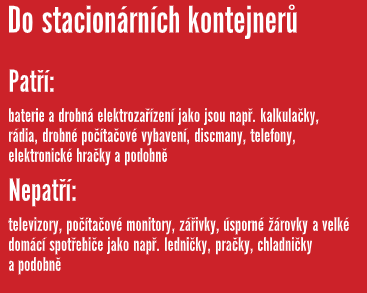 Do stacionárních kontejnerů
Patří:
baterie a drobná elektrozařízení jako jsou např. kalkulačky,
rádia, drobné počítačové vybavení, discmany, telefony,
elektronické hračky a podobně
Nepatří:
televizory, počítačové monitory, zářivky, úsporné žárovky a velké
domácí spotřebiče jako např. ledničky, pračky, chladničky
a podobně